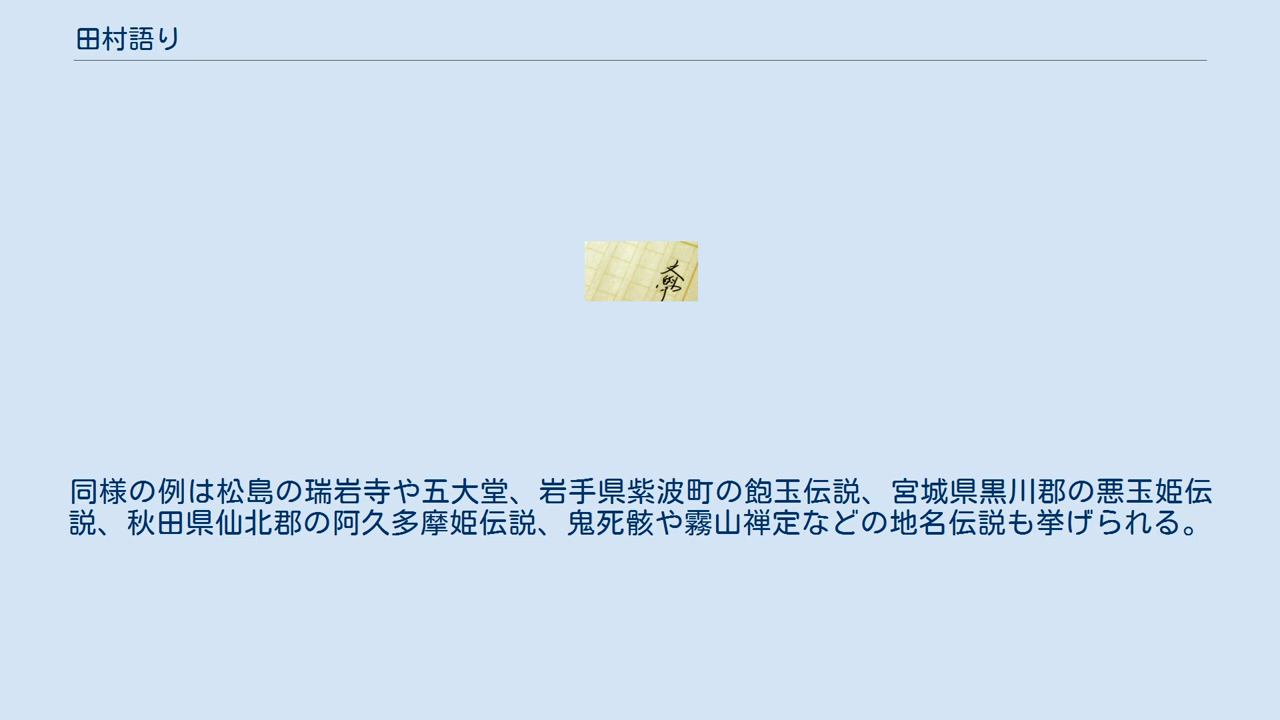 田村語り
同様の例は松島の瑞岩寺や五大堂、岩手県紫波町の飽玉伝説、宮城県黒川郡の悪玉姫伝
説、秋田県仙北郡の阿久多摩姫伝説、鬼死骸や霧山禅定などの地名伝説も挙げられる。